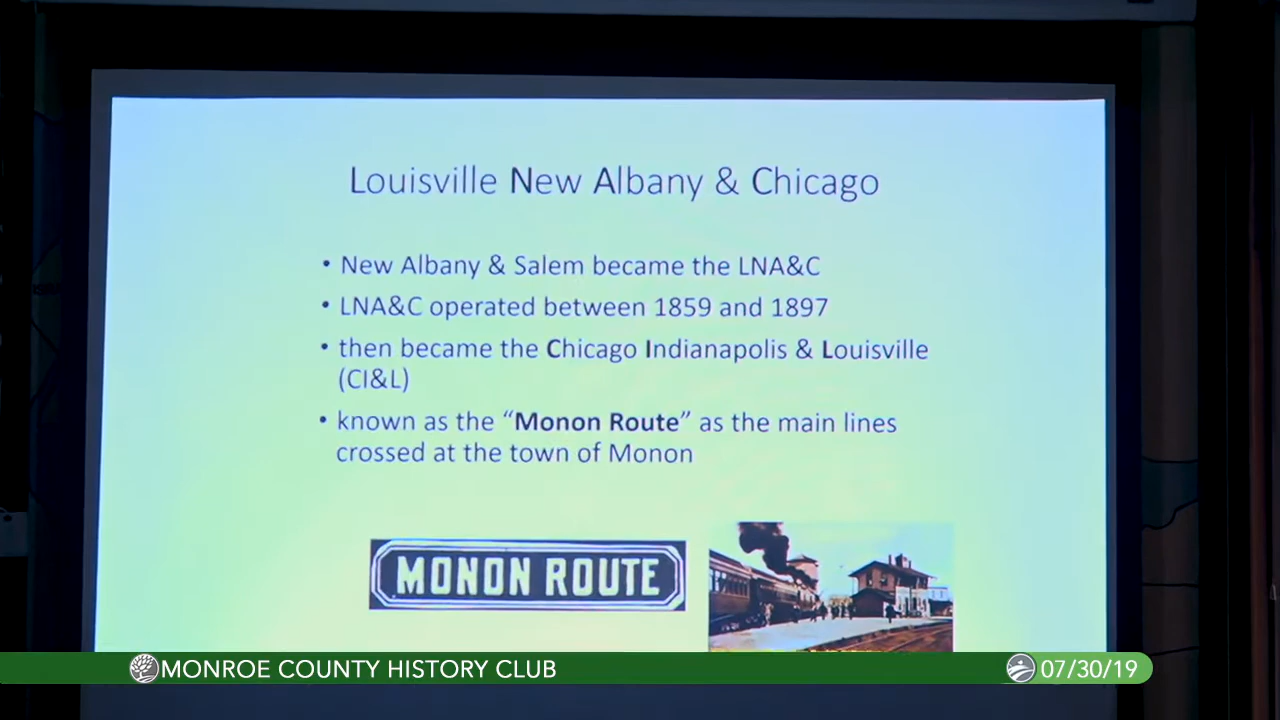 Louisville New Albany & Chicago
• New Albany & Salem became the LNA&C
• LNA&C operated between 1859 and 1897
• then became the Chicago Indianapolis & Louisville
(CI&L)
• known as the “Monon Route” as the main lines
crossed at the town of Monon
MONON ROUTE
MONROE COUNTY HISTORY CLUB
07/30/19